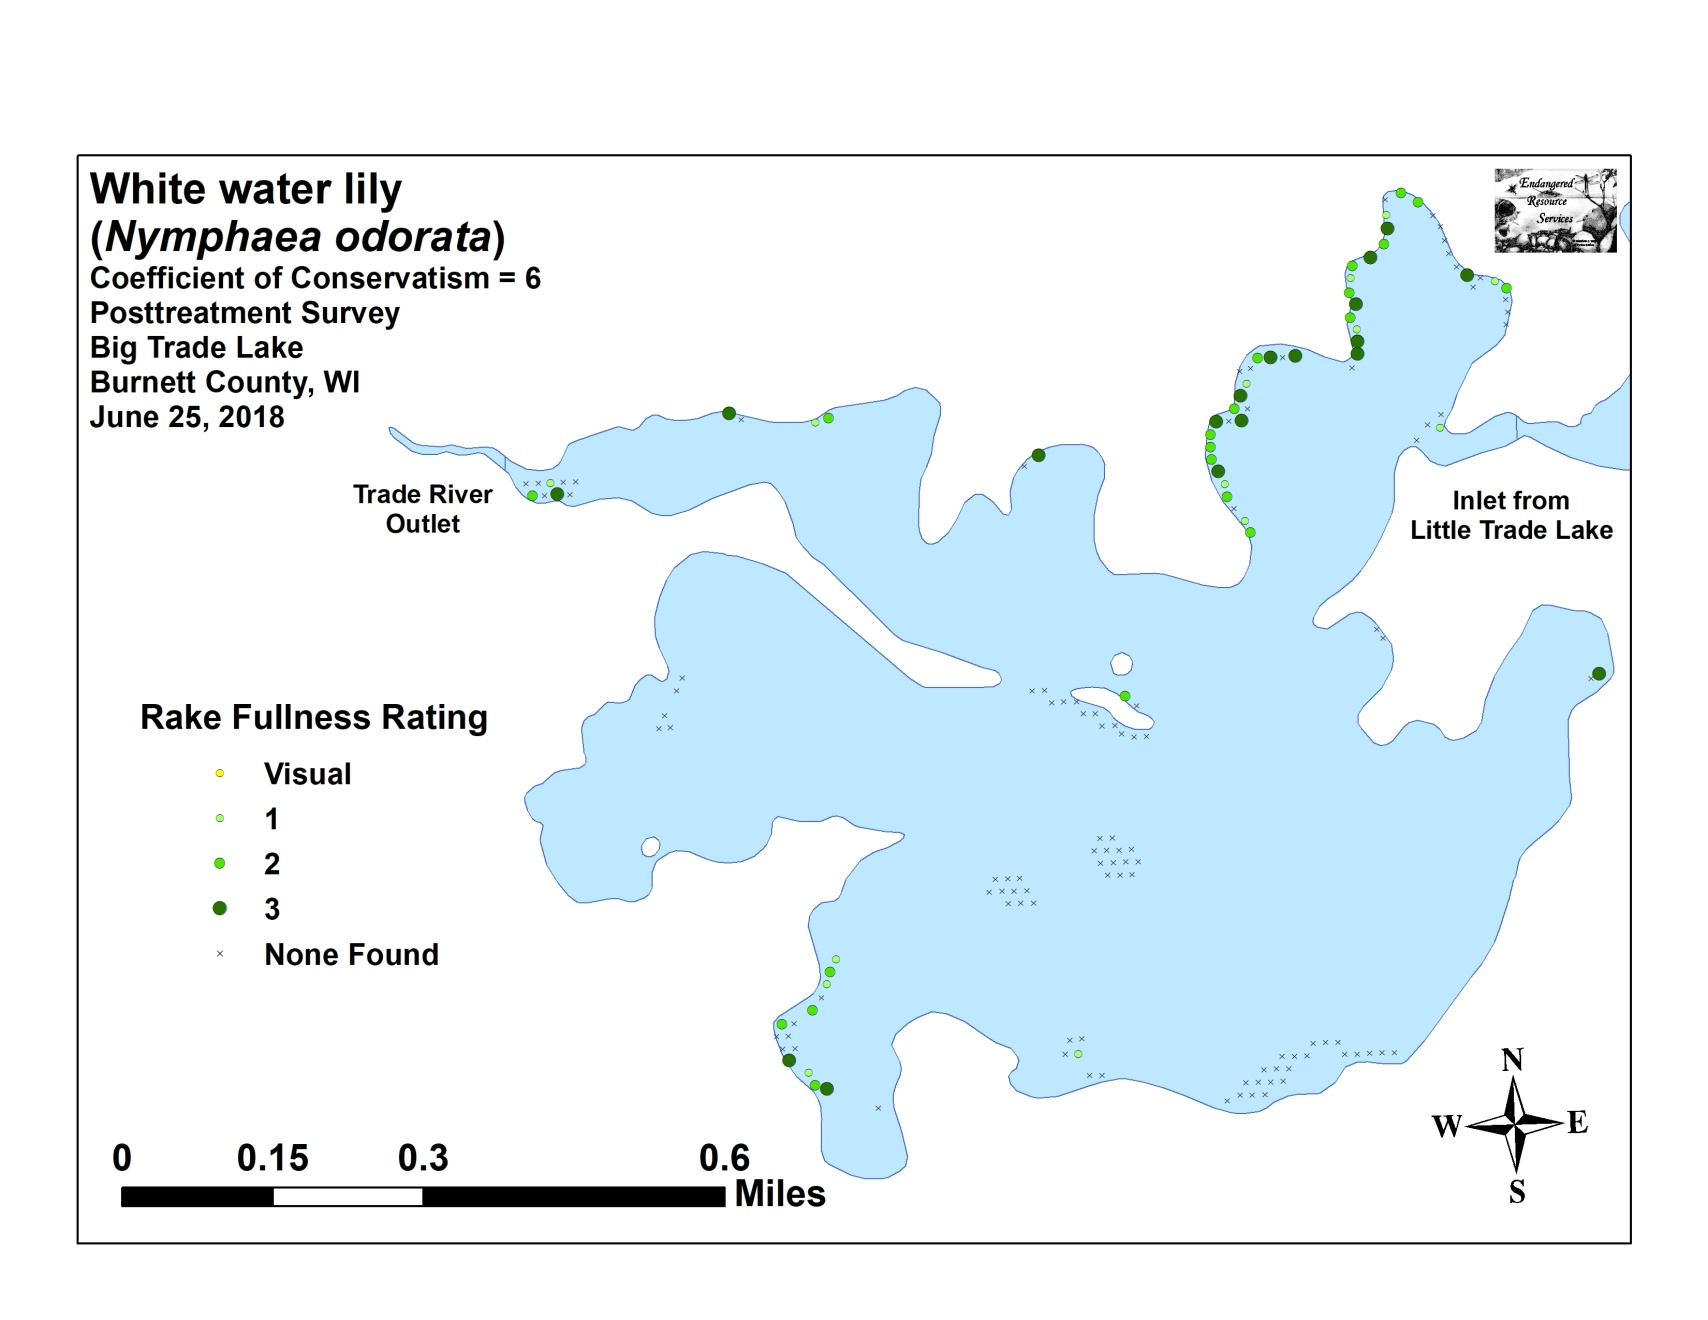 White water lily
(Nymphaea odorata)
Coefficient of Conservatism = 6
Posttreatment Survey
Big Trade Lake
Burnett County, WI
June 25, 2018
Endangered
Resource
Services
Trade River
Outlet
Inlet from
Little Trade Lake
Rake Fullness Rating
Visual
1
2
3
None Found
0 0.15 0.3 0.6
Miles
N
W E
S